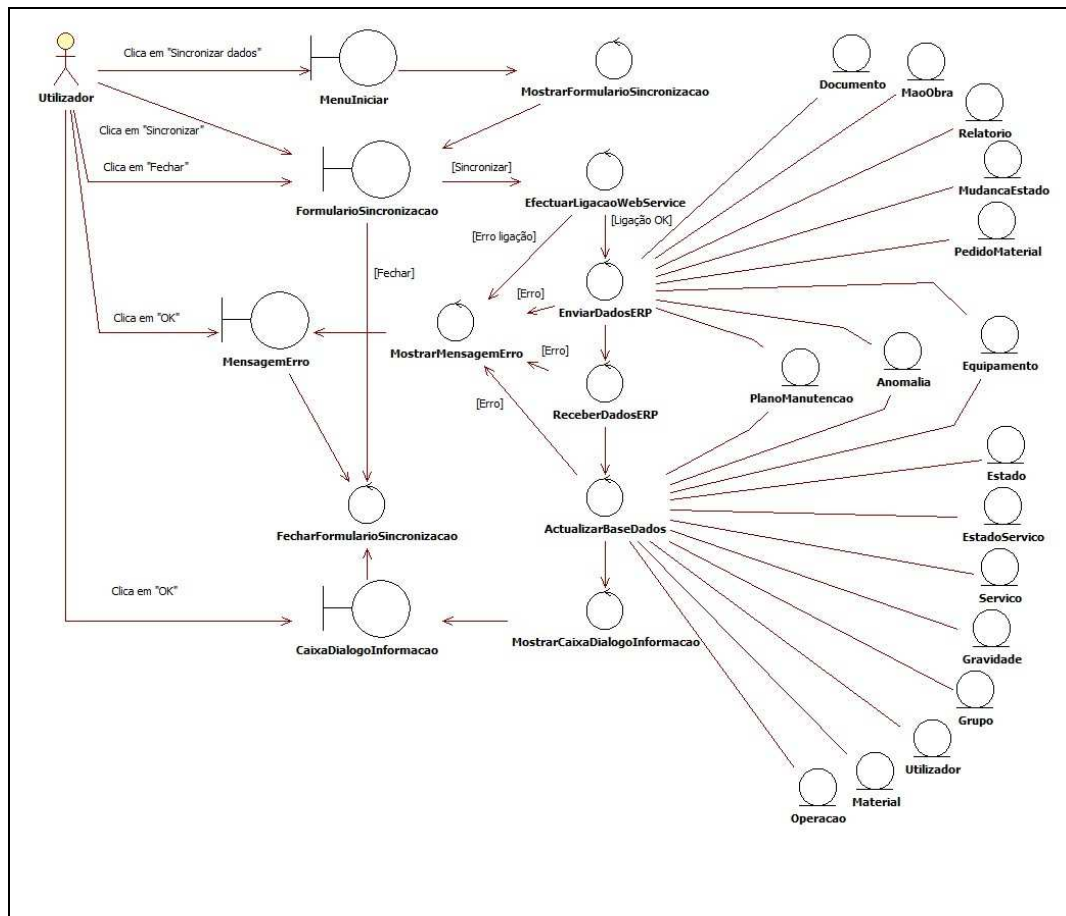 Clica em "Sincronizar dados"
Utilizador
MenuIniciar
MostrarFormularioSincronizacao
Documento
MaoObra
Relatorio
Clica em "Sincronizar"
Clica em "Fechar"
[Sincronizar]
MudancaEstado
FormularioSincronizacao
EfectuarLigacaoWebService
[Ligação OK]
[Erro ligação]
PedidoMaterial
[Fechar]
[Erro]
EnviarDadosERP
Clica em "OK"
MensagemErro
MostrarMensagemErro
[Erro]
Equipamento
Anomalia
PlanoManutencao
[Erro]
ReceberDadosERP
Estado
FecharFormularioSincronizacao
ActualizarBaseDados
EstadoServico
Clica em "OK"
Servico
CaixaDialogoInformacao
MostrarCaixaDialogoInformacao
Gravidade
Grupo
Utilizador
Material
Operacao